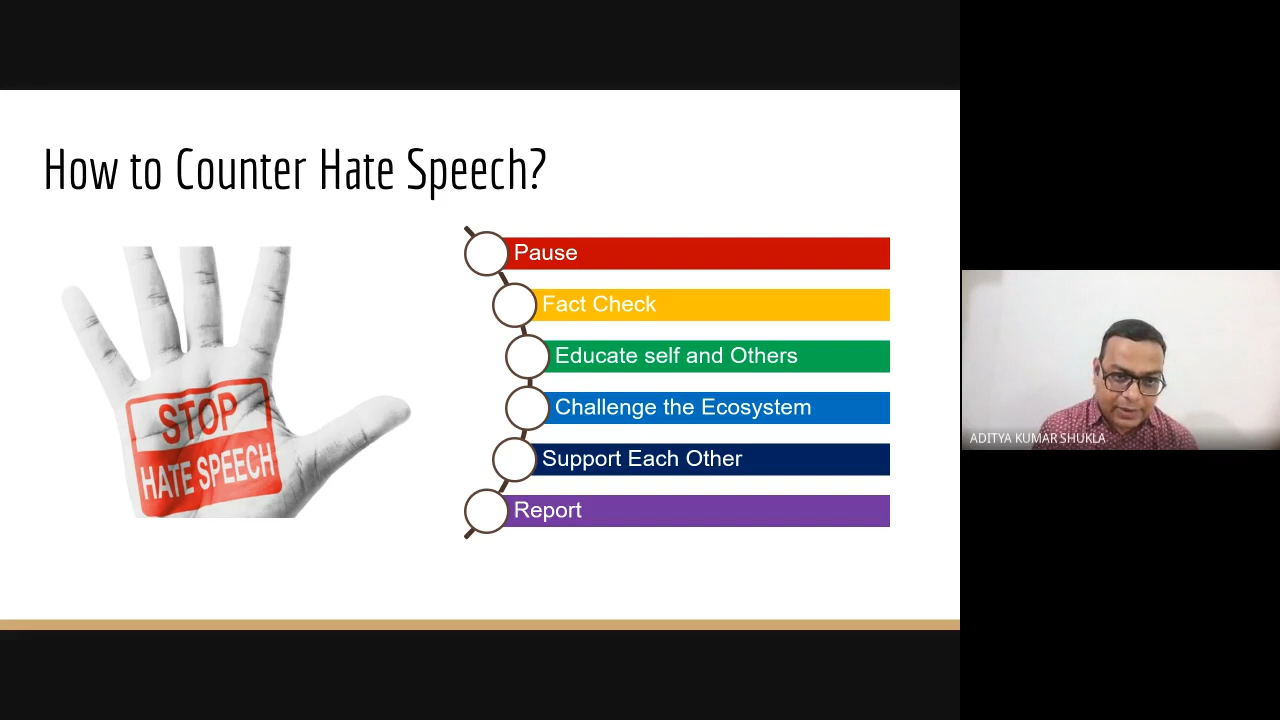 How to Counter Hate Speech?
STOP
HATE SPEECH
Pause
Fact Check
Educate self and Others
Challenge the Ecosystem
Support Each Other
Report
ADITYA KUMAR SHUKLA